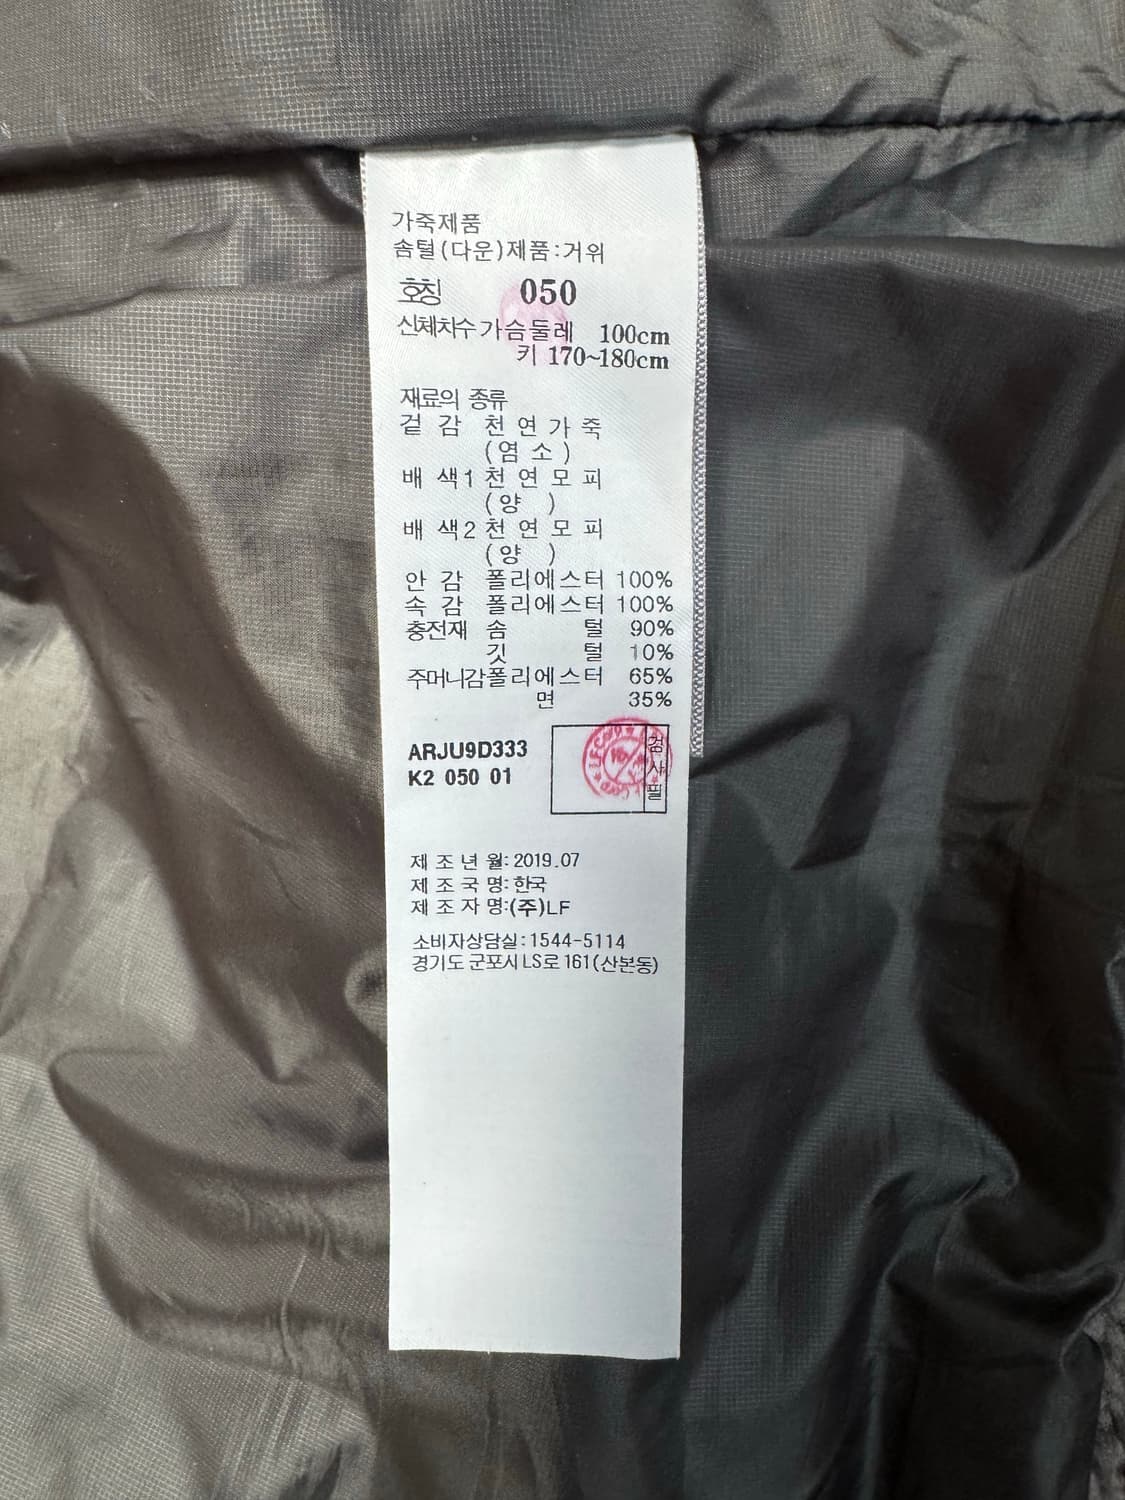 가죽제품
솜털(다운)제품:거위
호칭 050
신체치수 가슴둘레 100cm
키 170~180cm
재료의 종류
겉 감 천 연 가 죽
(염 소)
배 색1 천 연 모 피
(양 )
배 색2 천 연 모 피
(양 )
안 감 폴리에스터 100%
속 감 폴리에스터 100%
충전재 솜 털 90%
깃 털 10%
주머니감폴리에스터 65%
면 35%
ARJU9D333
K2 050 01
검사필
LF Corp
제 조 년 월: 2019.07
제 조 국 명: 한국
제 조 자 명:(주)LF
소비자상담실:1544-5114
경기도 군포시 LS로 161(산본동)